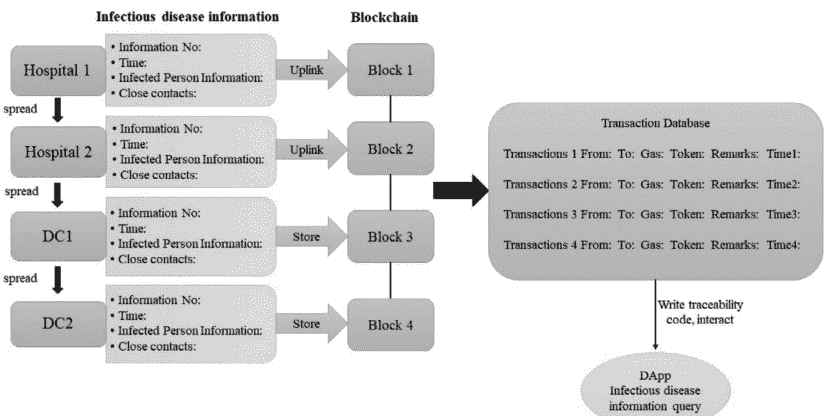 Infectious disease information
Blockchain
Hospital 1
• Information No:
• Time:
• Infected Person Information:
• Close contacts:
Uplink
Block 1
spread
Hospital 2
• Information No:
• Time:
• Infected Person Information:
• Close contacts:
Uplink
Block 2
spread
DC1
• Information No:
• Time:
• Infected Person Information:
• Close contacts:
Store
Block 3
spread
DC2
• Information No:
• Time:
• Infected Person Information:
• Close contacts:
Store
Block 4
Transaction Database
Transactions 1 From: To: Gas: Token: Remarks: Time1:
Transactions 2 From: To: Gas: Token: Remarks: Time2:
Transactions 3 From: To: Gas: Token: Remarks: Time3:
Transactions 4 From: To: Gas: Token: Remarks: Time4:
Write traceability
code, interact
DApp
Infectious disease
information query